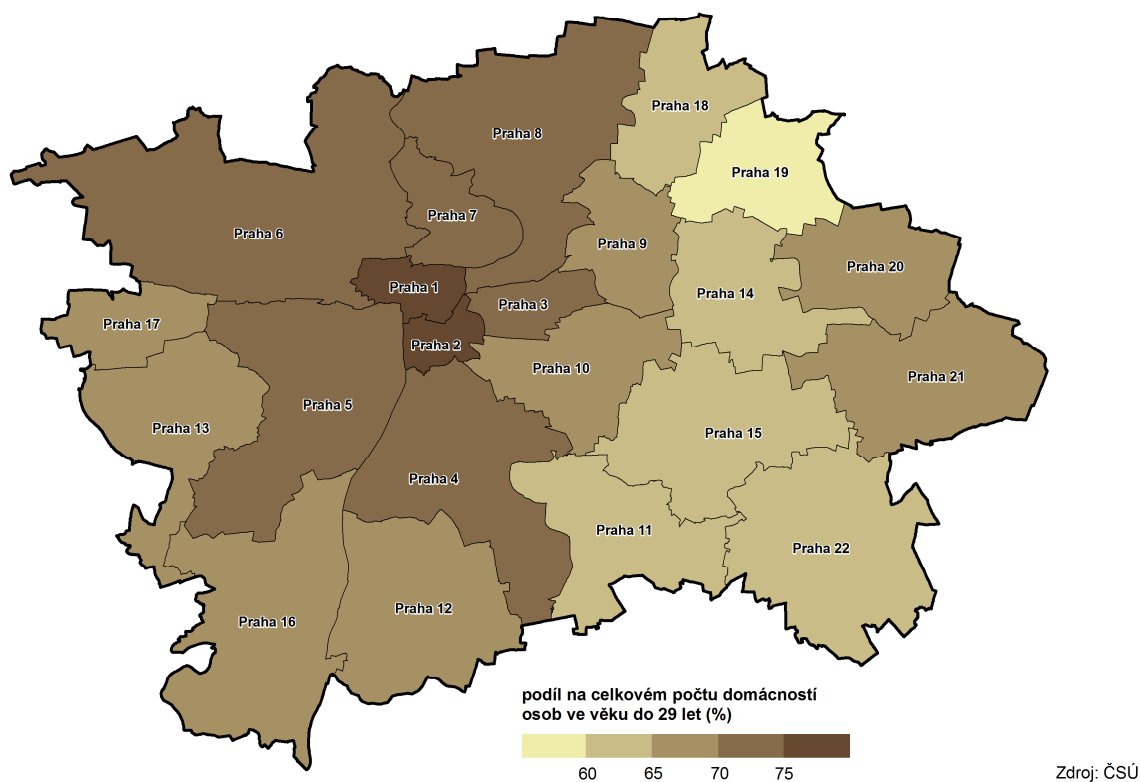 Praha 18
Praha 8
Praha 19
Praha 7
Praha 6
Praha 9
Praha 20
Praha 1
Praha 14
Praha 3
Praha 17
Praha 2
Praha 10
Praha 21
Praha 5
Praha 13
Praha 15
Praha 4
Praha 11
Praha 22
Praha 12
Praha 16
podíl na celkovém počtu domácností
osob ve věku do 29 let (%)
60 65 70 75
Zdroj: ČSÚ